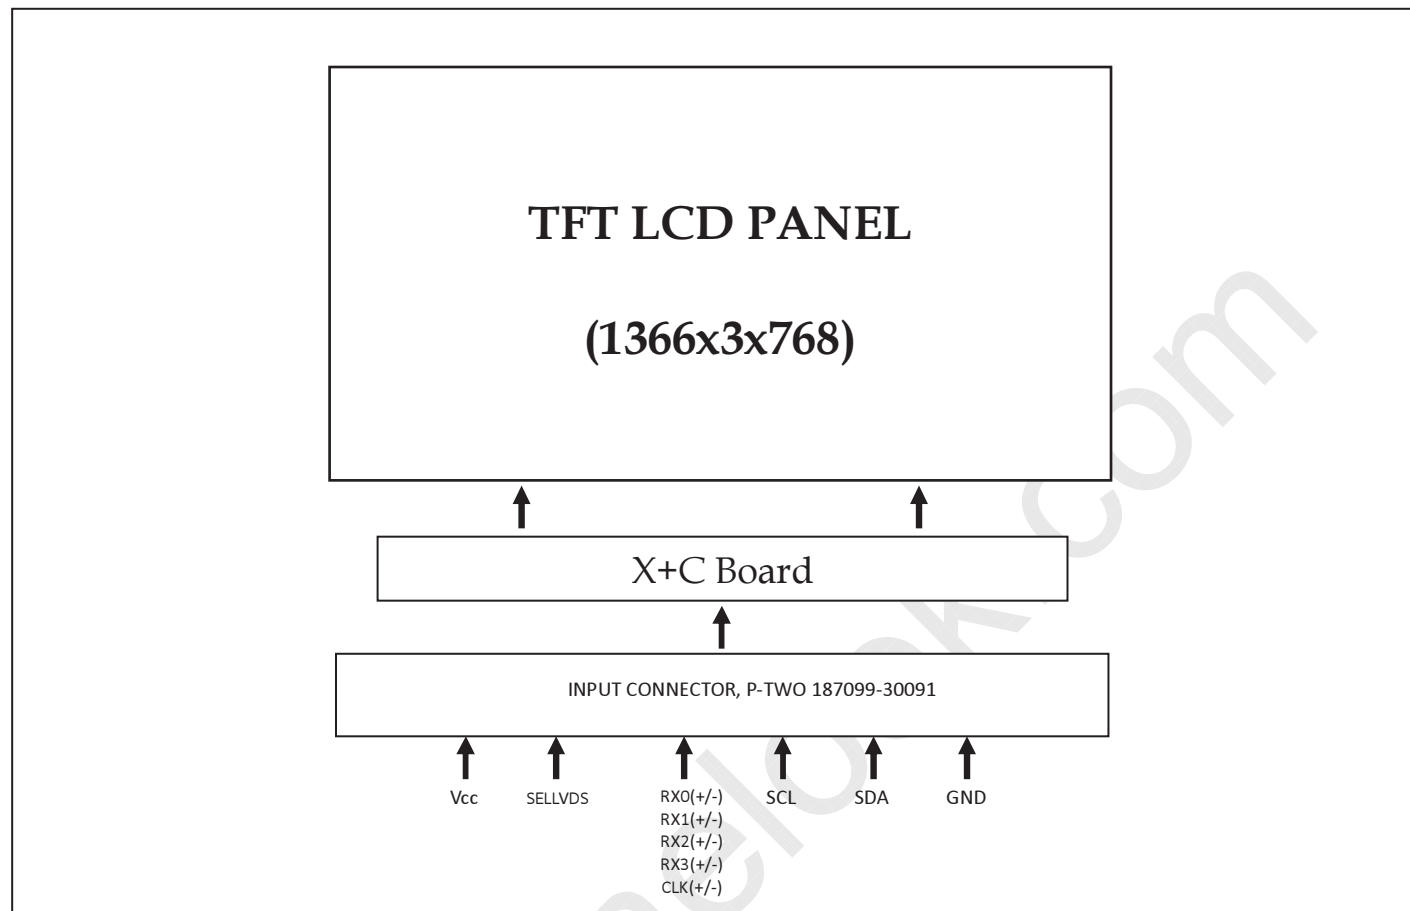 TFT LCD PANEL
(1366x3x768)
X+C Board
INPUT CONNECTOR, P-TWO 187099-30091
Vcc
SELLVDS
RX0(+/-)
RX1(+/-)
RX2(+/-)
RX3(+/-)
CLK(+/-)
SCL
SDA
GND